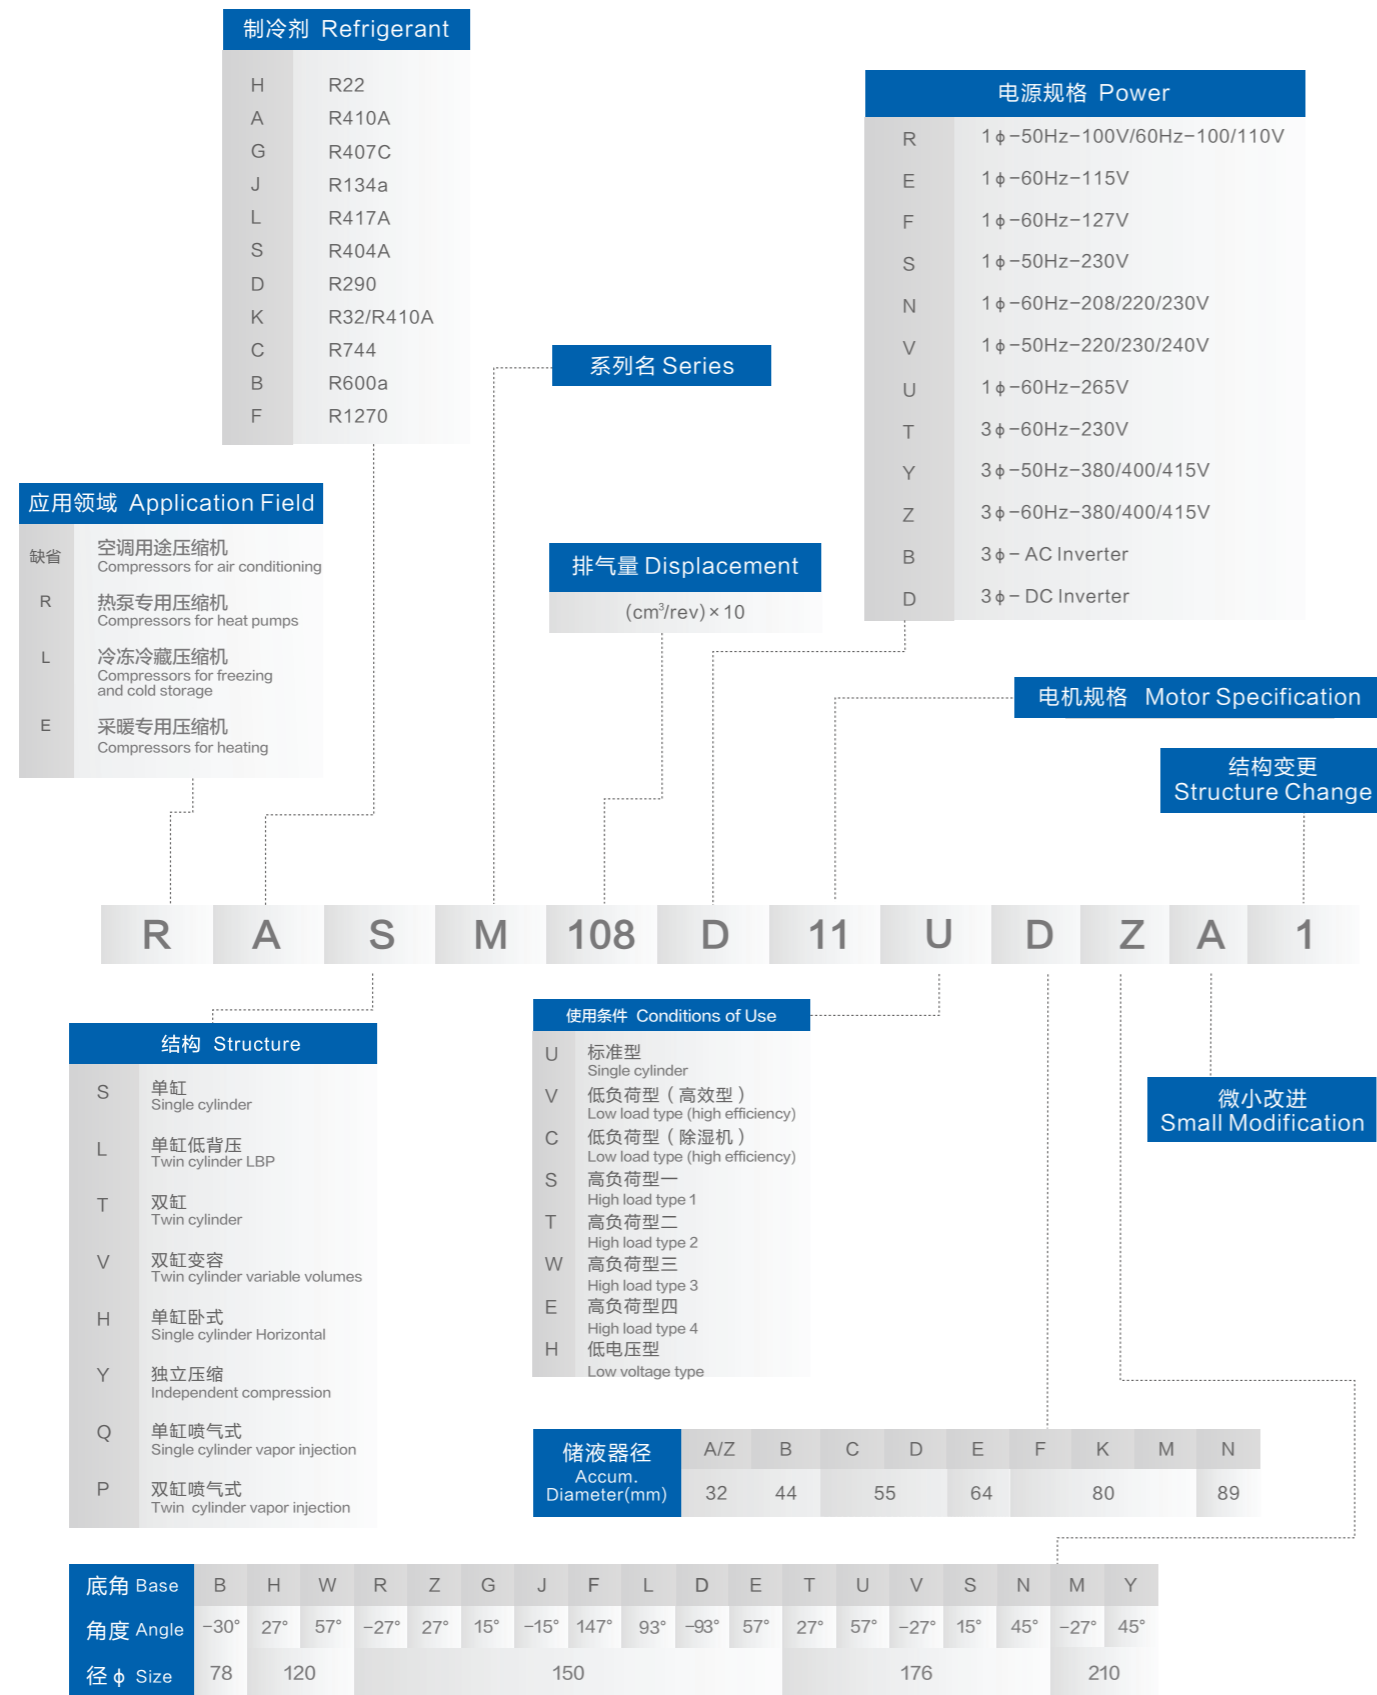 制冷剂 Refrigerant
H R22
A R410A
G R407C
J R134a
L R417A
S R404A
D R290
K R32/R410A
C R744
B R600a
F R1270
电源规格 Power
R 1ϕ-50Hz-100V/60Hz-100/110V
E 1ϕ-60Hz-115V
F 1ϕ-60Hz-127V
S 1ϕ-50Hz-230V
N 1ϕ-60Hz-208/220/230V
V 1ϕ-50Hz-220/230/240V
U 1ϕ-60Hz-265V
T 3ϕ-60Hz-230V
Y 3ϕ-50Hz-380/400/415V
Z 3ϕ-60Hz-380/400/415V
B 3ϕ- AC Inverter
D 3ϕ- DC Inverter
系列名 Series
应用领域 Application Field
缺省 空调用途压缩机
Compressors for air conditioning
R 热泵专用压缩机
Compressors for heat pumps
L 冷冻冷藏压缩机
Compressors for freezing
and cold storage
E 采暖专用压缩机
Compressors for heating
排气量 Displacement
(cm³/rev)×10
电机规格 Motor Specification
结构变更
Structure Change
R A S M 108 D 11 U D Z A 1
结构 Structure
S 单缸
Single cylinder
L 单缸低背压
Twin cylinder LBP
T 双缸
Twin cylinder
V 双缸变容
Twin cylinder variable volumes
H 单缸卧式
Single cylinder Horizontal
Y 独立压缩
Independent compression
Q 单缸喷气式
Single cylinder vapor injection
P 双缸喷气式
Twin cylinder vapor injection
使用条件 Conditions of Use
U 标准型
Single cylinder
V 低负荷型（高效型）
Low load type (high efficiency)
C 低负荷型（除湿机）
Low load type (high efficiency)
S 高负荷型一
High load type 1
T 高负荷型二
High load type 2
W 高负荷型三
High load type 3
E 高负荷型四
High load type 4
H 低电压型
Low voltage type
微小改进
Small Modification
储液器径
Accum.
Diameter(mm)
A/Z B C D E F K M N
32 44 55 64 80 89
底角 Base B H W R Z G J F L D E T U V S N M Y
角度 Angle -30° 27° 57° -27° 27° 15° -15° 147° 93° -93° 57° 27° 57° -27° 15° 45° -27° 45°
径 ϕ Size 78 120 150 176 210